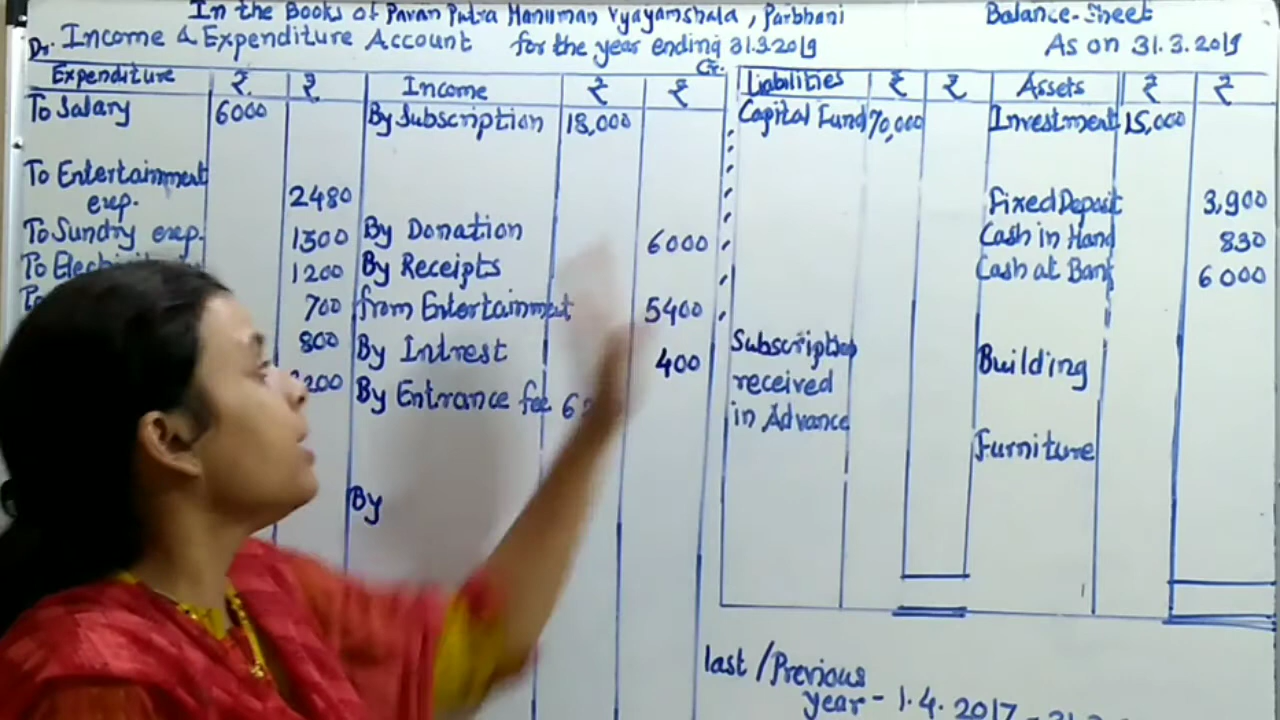 In the Books of Pavan Putra Hanuman Vyayamshala, Parbhani
Dr. Income & Expenditure Account for the year ending 31.3.2019 Cr.
Expenditure ₹ ₹ Income ₹ ₹
To Salary 6000 By Subscription 18,000
To Entertainment
exp. 2480
To Sundry exp. 1300 By Donation 6000
1200 By Receipts
700 from Entertainment 5400
800 By Intrest 400
200 By Entrance fee
By
Balance-Sheet
As on 31.3.2019
Liabilities ₹ ₹ Assets ₹ ₹
Capital Fund 70,000 Investment 15,000
Fixed Deposit 3,900
Cash in Hand 830
Cash at Bank 6000
Subscription Building
received
in Advance
Furniture
last/Previous
year - 1.4.2017